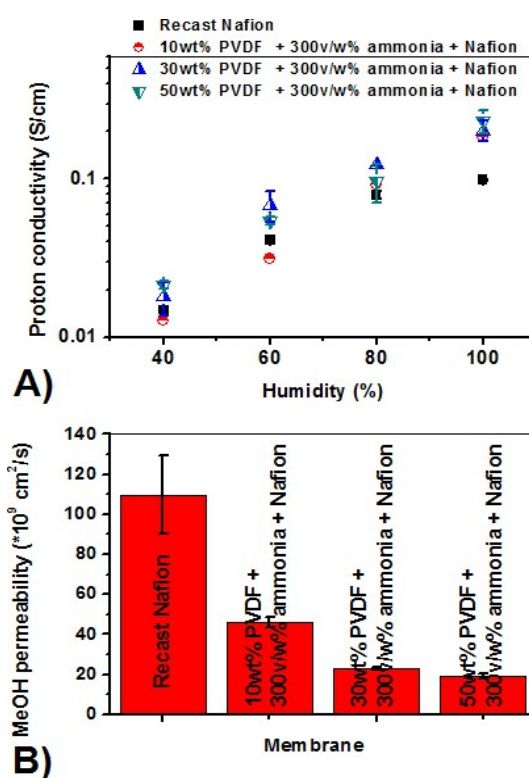 Recast Nafion
10wt% PVDF + 300v/w% ammonia + Nafion
30wt% PVDF + 300v/w% ammonia + Nafion
50wt% PVDF + 300v/w% ammonia + Nafion
Proton conductivity (S/cm)
0.1
0.01
40 60 80 100
Humidity (%)
A)
MeOH permeability (*10⁹ cm²/s)
140
120
100
80
60
40
20
0
Recast Nafion
10wt% PVDF +
300v/w% ammonia + Nafion
30wt% PVDF +
300v/w% ammonia + Nafion
50wt% PVDF +
300v/w% ammonia + Nafion
Membrane
B)